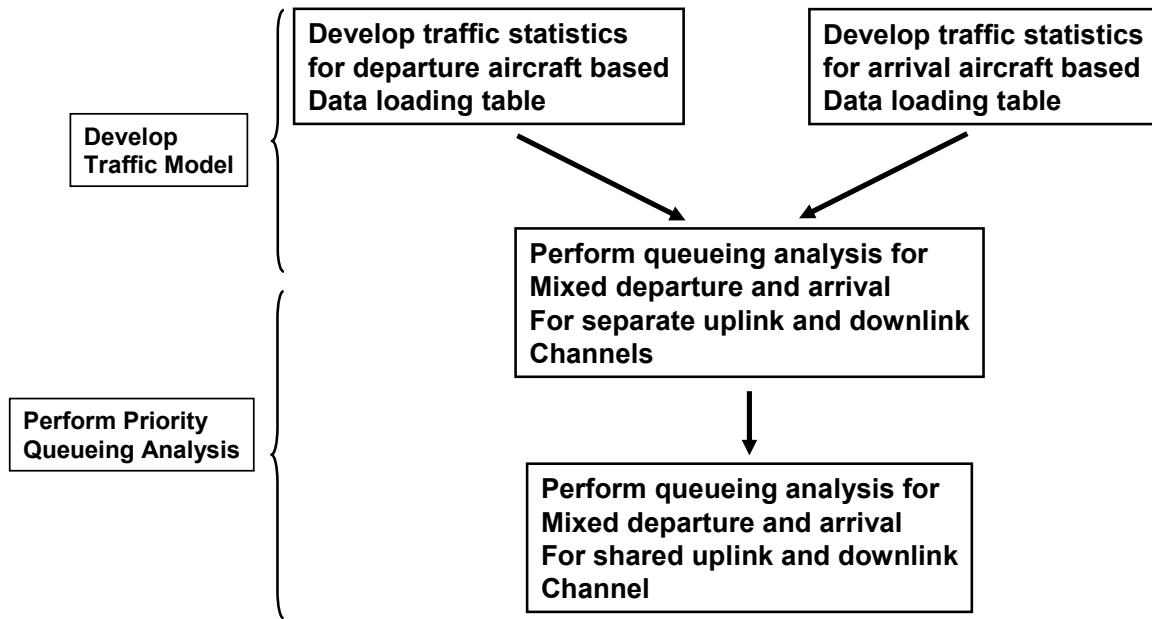 Develop traffic statistics
for departure aircraft based
Data loading table
Develop traffic statistics
for arrival aircraft based
Data loading table
Develop
Traffic Model
Perform queueing analysis for
Mixed departure and arrival
For separate uplink and downlink
Channels
Perform Priority
Queueing Analysis
Perform queueing analysis for
Mixed departure and arrival
For shared uplink and downlink
Channel